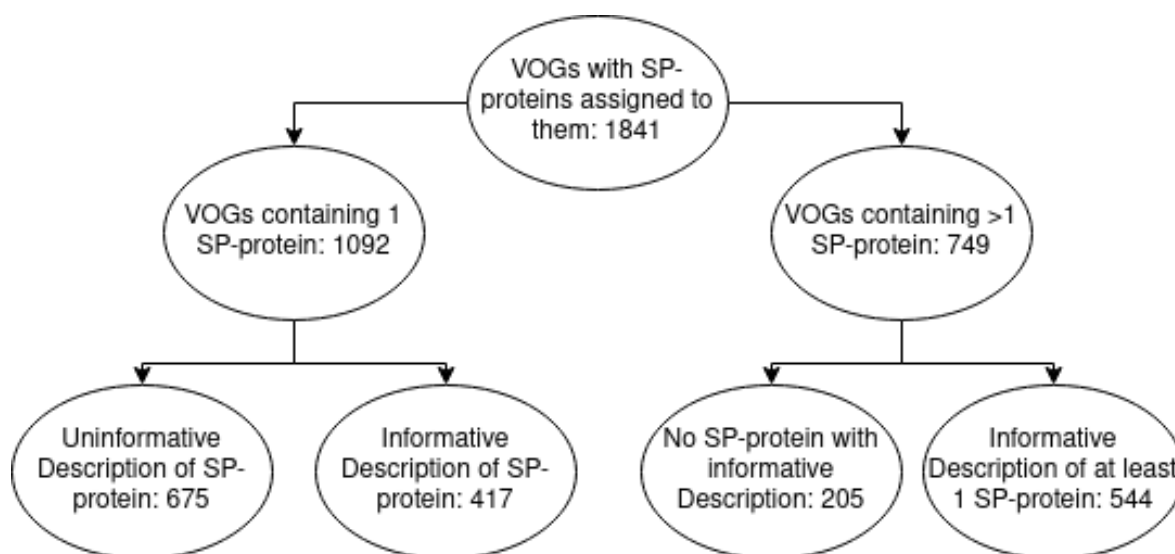 VOGs with SP-
proteins assigned to
them: 1841
VOGs containing 1
SP-protein: 1092
VOGs containing >1
SP-protein: 749
Uninformative
Description of SP-
protein: 675
Informative
Description of SP-
protein: 417
No SP-protein with
informative
Description: 205
Informative
Description of at least
1 SP-protein: 544